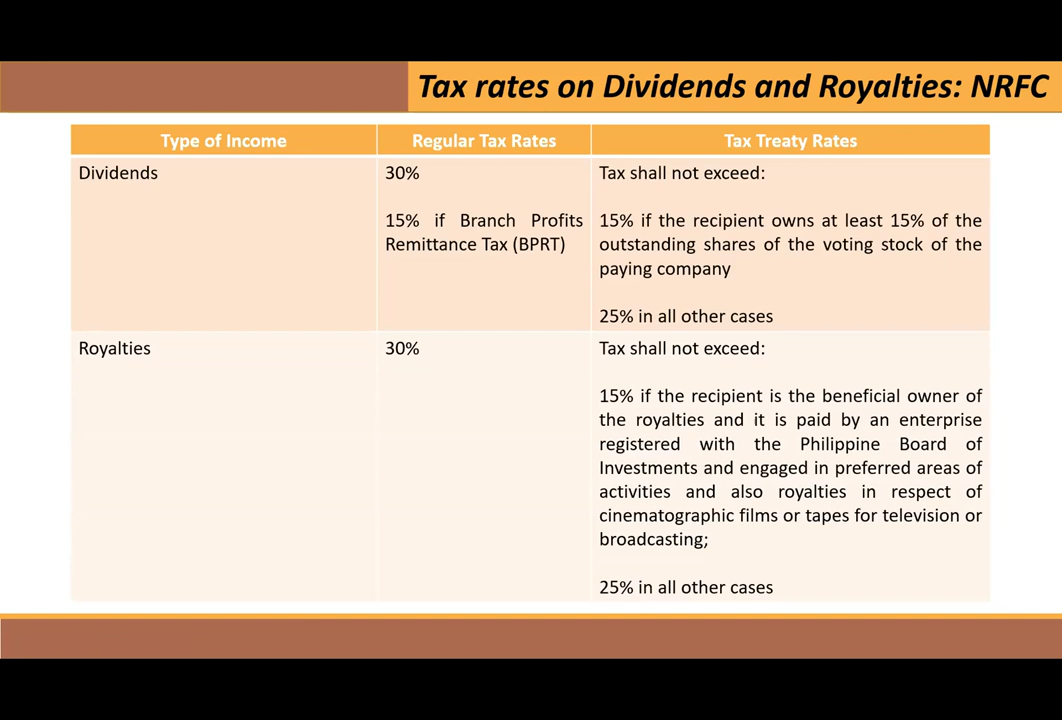 Tax rates on Dividends and Royalties: NRFC
Type of Income
Regular Tax Rates
Tax Treaty Rates
Dividends
30%
15% if Branch Profits
Remittance Tax (BPRT)
Tax shall not exceed:
15% if the recipient owns at least 15% of the
outstanding shares of the voting stock of the
paying company
25% in all other cases
Royalties
30%
Tax shall not exceed:
15% if the recipient is the beneficial owner of
the royalties and it is paid by an enterprise
registered with the Philippine Board of
Investments and engaged in preferred areas of
activities and also royalties in respect of
cinematographic films or tapes for television or
broadcasting;
25% in all other cases